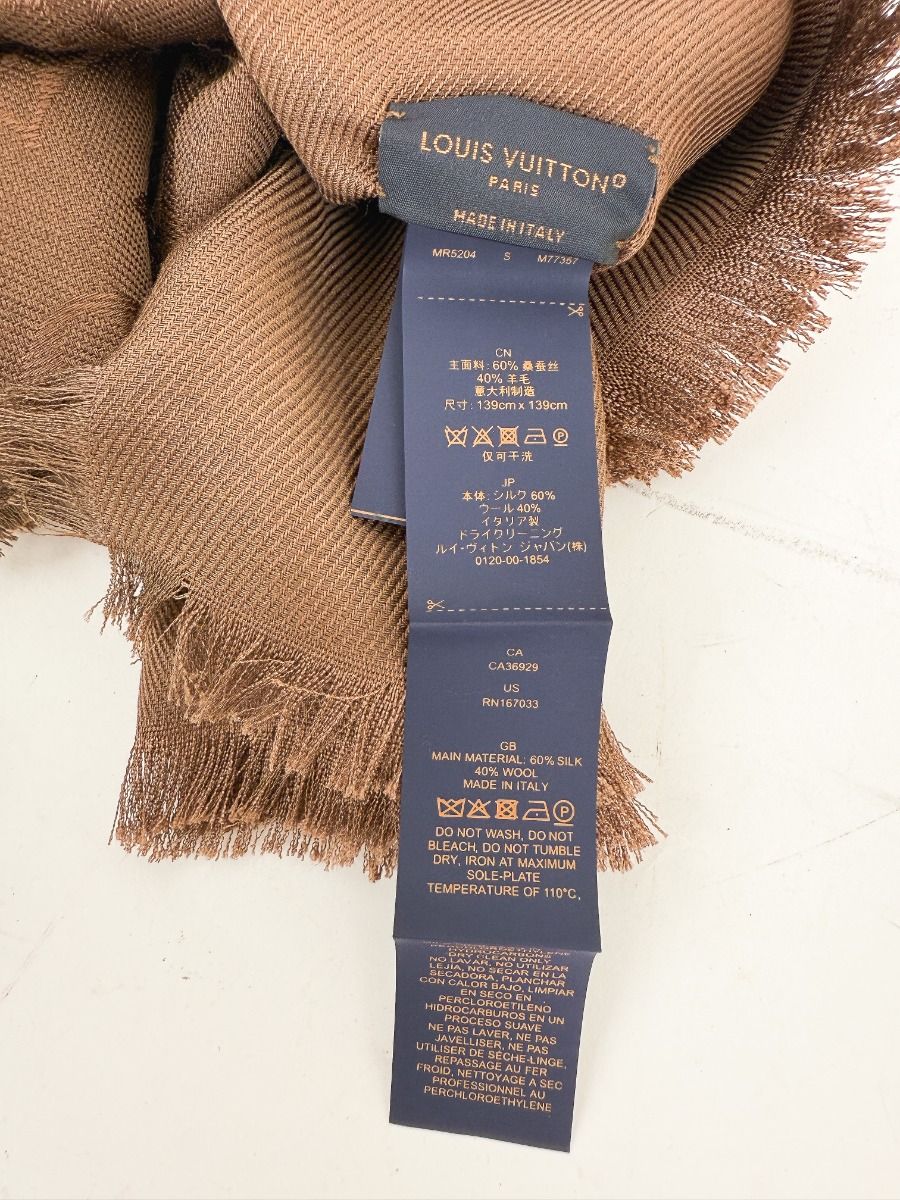 LOUIS VUITTON®
PARIS
MADE IN ITALY
MR5204 S M77357
CN
主面料: 60% 桑蚕丝
40% 羊毛
意大利制造
尺寸: 139cm x 139cm
P
仅可干洗
JP
本体: シルク 60%
ウール 40%
イタリア製
ドライクリーニング
ルイ・ヴィトン ジャパン(株)
0120-00-1854
CA
CA36929
US
RN167033
GB
MAIN MATERIAL: 60% SILK
40% WOOL
MADE IN ITALY
P
DO NOT WASH, DO NOT
BLEACH, DO NOT TUMBLE
DRY, IRON AT MAXIMUM
SOLE-PLATE
TEMPERATURE OF 110°C,
HYDROCARBONS
DRY CLEAN ONLY
NO LAVAR, NO UTILIZAR
LEJIA, NO SECAR EN LA
SECADORA, PLANCHAR
CON CALOR BAJO, LIMPIAR
EN SECO EN
PERCLOROETILENO
HIDROCARBUROS EN UN
PROCESO SUAVE
NE PAS LAVER, NE PAS
JAVELLISER, NE PAS
UTILISER DE SÈCHE-LINGE,
REPASSAGE AU FER
FROID, NETTOYAGE A SEC
PROFESSIONNEL AU
PERCHLOROETHYLENE